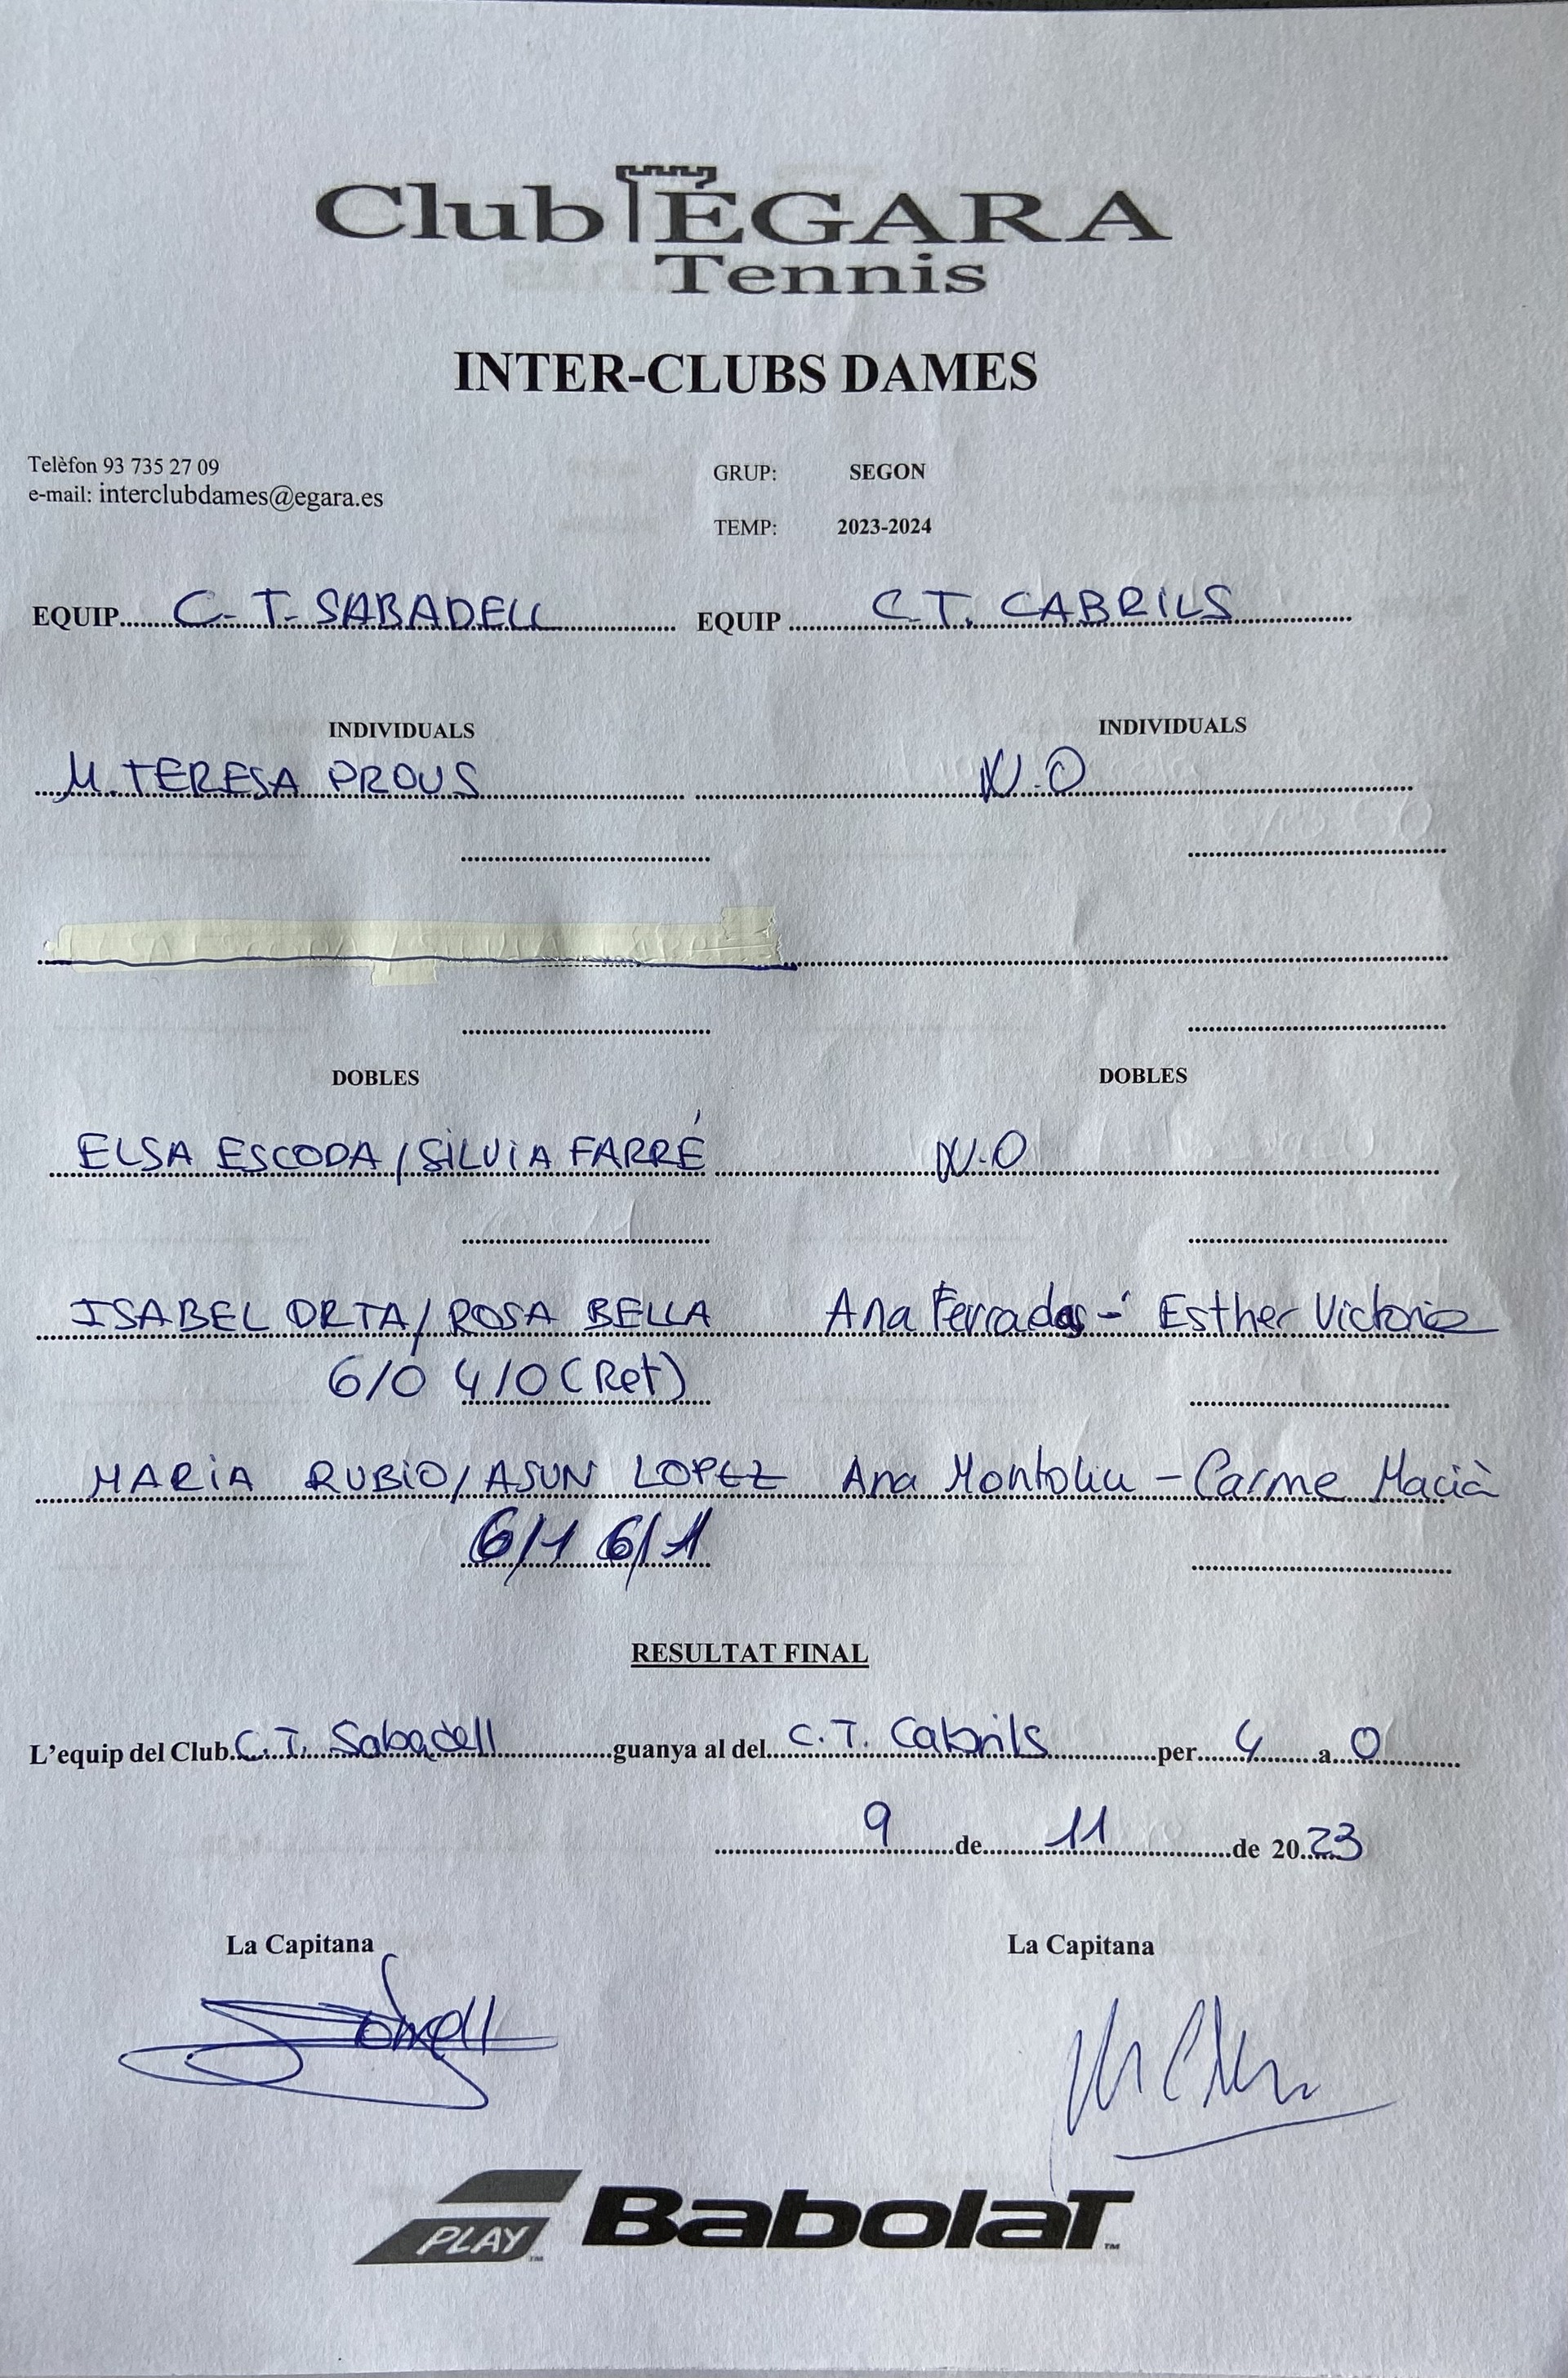 Club ÈGARA
Tennis
INTER-CLUBS DAMES
Telèfon 93 735 27 09
e-mail: interclubdames@egara.es
GRUP: SEGON
TEMP: 2023-2024
EQUIP C.T. SABADELL EQUIP C.T. CABRILS
INDIVIDUALS INDIVIDUALS
M. TERESA PROUS W.O
DOBLES DOBLES
ELSA ESCODA / SILVIA FARRÉ W.O
ISABEL ORTA / ROSA BELLA Ana Ferradas - Esther Victoria
6/0 4/0 (Ret)
MARIA RUBIO / ASUN LOPEZ Ana Montoliu - Carme Macià
6/1 6/1
RESULTAT FINAL
L'equip del Club C.T. Sabadell guanya al del C.T. Cabrils per 4 a 0
9 de 11 de 2023
La Capitana La Capitana
PLAY BabolaT